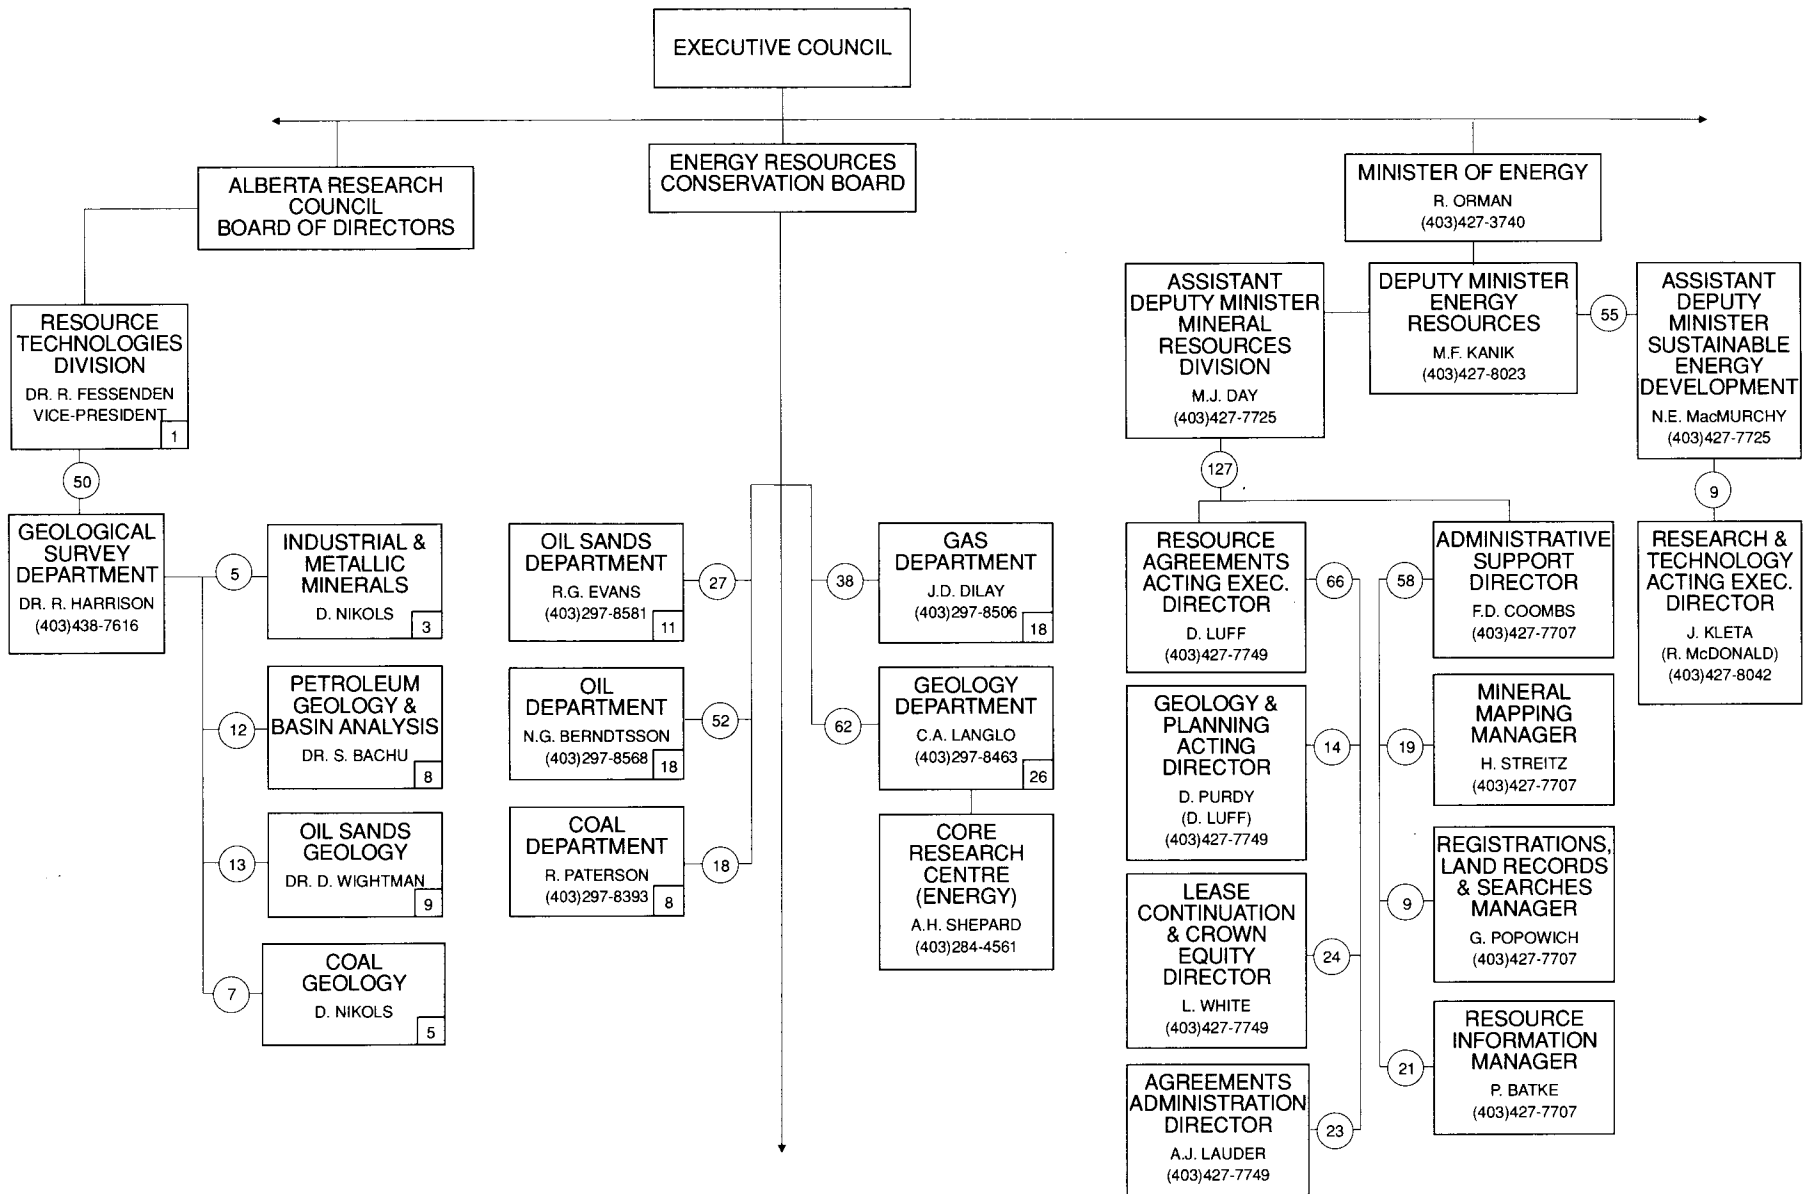 EXECUTIVE COUNCIL
ALBERTA RESEARCH
COUNCIL
BOARD OF DIRECTORS
ENERGY RESOURCES
CONSERVATION BOARD
MINISTER OF ENERGY
R. ORMAN
(403)427-3740
RESOURCE
TECHNOLOGIES
DIVISION
DR. R. FESSENDEN
VICE-PRESIDENT
1
50
GEOLOGICAL
SURVEY
DEPARTMENT
DR. R. HARRISON
(403)438-7616
5
INDUSTRIAL &
METALLIC
MINERALS
D. NIKOLS
3
12
PETROLEUM
GEOLOGY &
BASIN ANALYSIS
DR. S. BACHU
8
13
OIL SANDS
GEOLOGY
DR. D. WIGHTMAN
9
7
COAL
GEOLOGY
D. NIKOLS
5
OIL SANDS
DEPARTMENT
R.G. EVANS
(403)297-8581
11
27
OIL
DEPARTMENT
N.G. BERNDTSSON
(403)297-8568
18
52
COAL
DEPARTMENT
R. PATERSON
(403)297-8393
8
18
38
GAS
DEPARTMENT
J.D. DILAY
(403)297-8506
18
62
GEOLOGY
DEPARTMENT
C.A. LANGLO
(403)297-8463
26
CORE
RESEARCH
CENTRE
(ENERGY)
A.H. SHEPARD
(403)284-4561
ASSISTANT
DEPUTY MINISTER
MINERAL
RESOURCES
DIVISION
M.J. DAY
(403)427-7725
DEPUTY MINISTER
ENERGY
RESOURCES
M.F. KANIK
(403)427-8023
55
ASSISTANT
DEPUTY
MINISTER
SUSTAINABLE
ENERGY
DEVELOPMENT
N.E. MacMURCHY
(403)427-7725
127
9
RESOURCE
AGREEMENTS
ACTING EXEC.
DIRECTOR
D. LUFF
(403)427-7749
66
GEOLOGY &
PLANNING
ACTING
DIRECTOR
D. PURDY
(D. LUFF)
(403)427-7749
14
LEASE
CONTINUATION
& CROWN
EQUITY
DIRECTOR
L. WHITE
(403)427-7749
24
AGREEMENTS
ADMINISTRATION
DIRECTOR
A.J. LAUDER
(403)427-7749
23
58
ADMINISTRATIVE
SUPPORT
DIRECTOR
F.D. COOMBS
(403)427-7707
19
MINERAL
MAPPING
MANAGER
H. STREITZ
(403)427-7707
9
REGISTRATIONS,
LAND RECORDS
& SEARCHES
MANAGER
G. POPOWICH
(403)427-7707
21
RESOURCE
INFORMATION
MANAGER
P. BATKE
(403)427-7707
RESEARCH &
TECHNOLOGY
ACTING EXEC.
DIRECTOR
J. KLETA
(R. McDONALD)
(403)427-8042